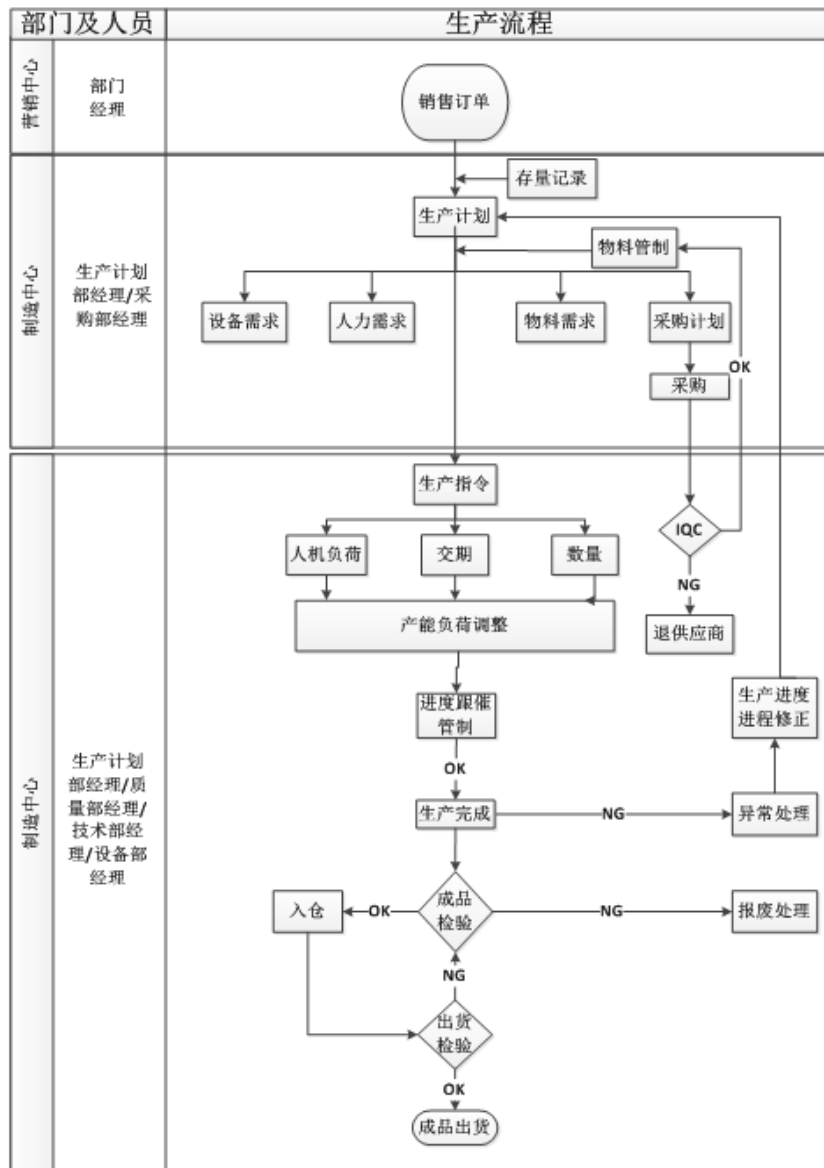 部门及人员
生产流程
营销中心
部门
经理
销售订单
制造中心
生产计划
部经理/采
购部经理
存量记录
生产计划
物料管制
设备需求
人力需求
物料需求
采购计划
OK
采购
制造中心
生产计划
部经理/质
量部经理/
技术部经
理/设备部
经理
生产指令
IQC
人机负荷
交期
数量
NG
产能负荷调整
退供应商
进度跟催
管制
生产进度
进程修正
OK
生产完成
NG
异常处理
入仓
OK
成品
检验
NG
报废处理
NG
出货
检验
OK
成品出货